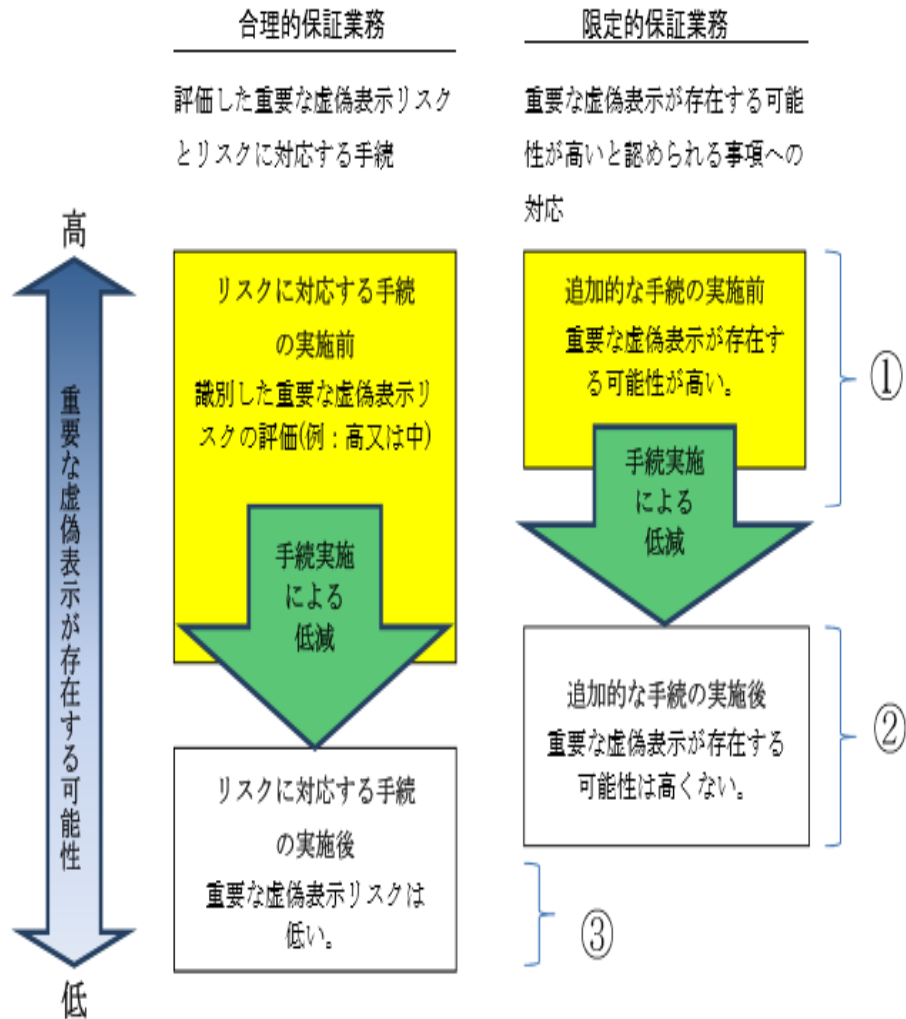 合理的保証業務
限定的保証業務
評価した重要な虚偽表示リスク
とリスクに対応する手続
重要な虚偽表示が存在する可能
性が高いと認められる事項への
対応
高
重要な虚偽表示が存在する可能性
低
リスクに対応する手続
の実施前
識別した重要な虚偽表示リ
スクの評価(例：高又は中)
手続実施
による
低減
リスクに対応する手続
の実施後
重要な虚偽表示リスクは
低い。
追加的な手続の実施前
重要な虚偽表示が存在す
る可能性が高い。
手続実施
による
低減
追加的な手続の実施後
重要な虚偽表示が存在する
可能性は高くない。
①
②
③